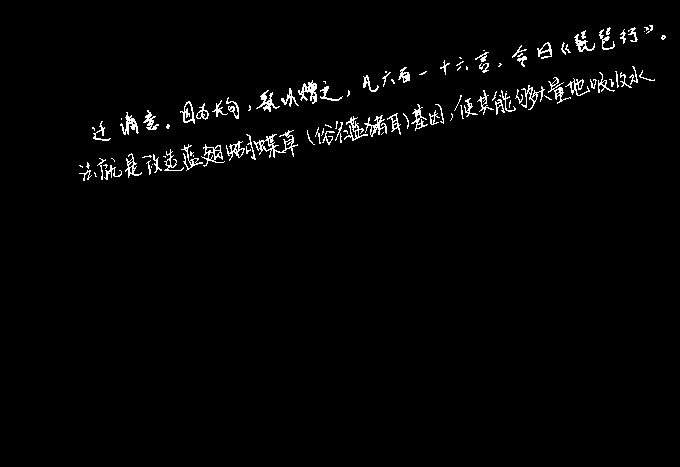 迁谪意。因为长句，歌以赠之，凡六百一十六言，命曰《琵琶行》。
法就是改造蓝翅蝴蝶草（俗名蓝猪耳）基因，使其能够大量地吸收水